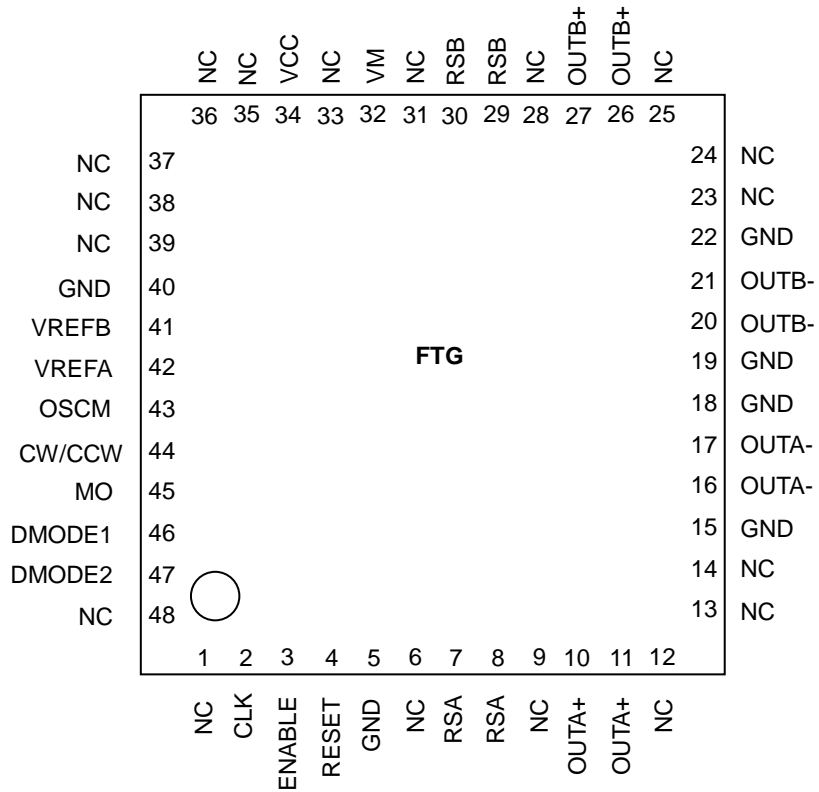 NC NC VCC NC VM NC RSB RSB NC OUTB+ OUTB+ NC
36 35 34 33 32 31 30 29 28 27 26 25
NC 37 24 NC
NC 38 23 NC
NC 39 22 GND
GND 40 21 OUTB-
VREFB 41 20 OUTB-
VREFA 42 FTG 19 GND
OSCM 43 18 GND
CW/CCW 44 17 OUTA-
MO 45 16 OUTA-
DMODE1 46 15 GND
DMODE2 47 14 NC
NC 48 13 NC
1 2 3 4 5 6 7 8 9 10 11 12
NC CLK ENABLE RESET GND NC RSA RSA NC OUTA+ OUTA+ NC